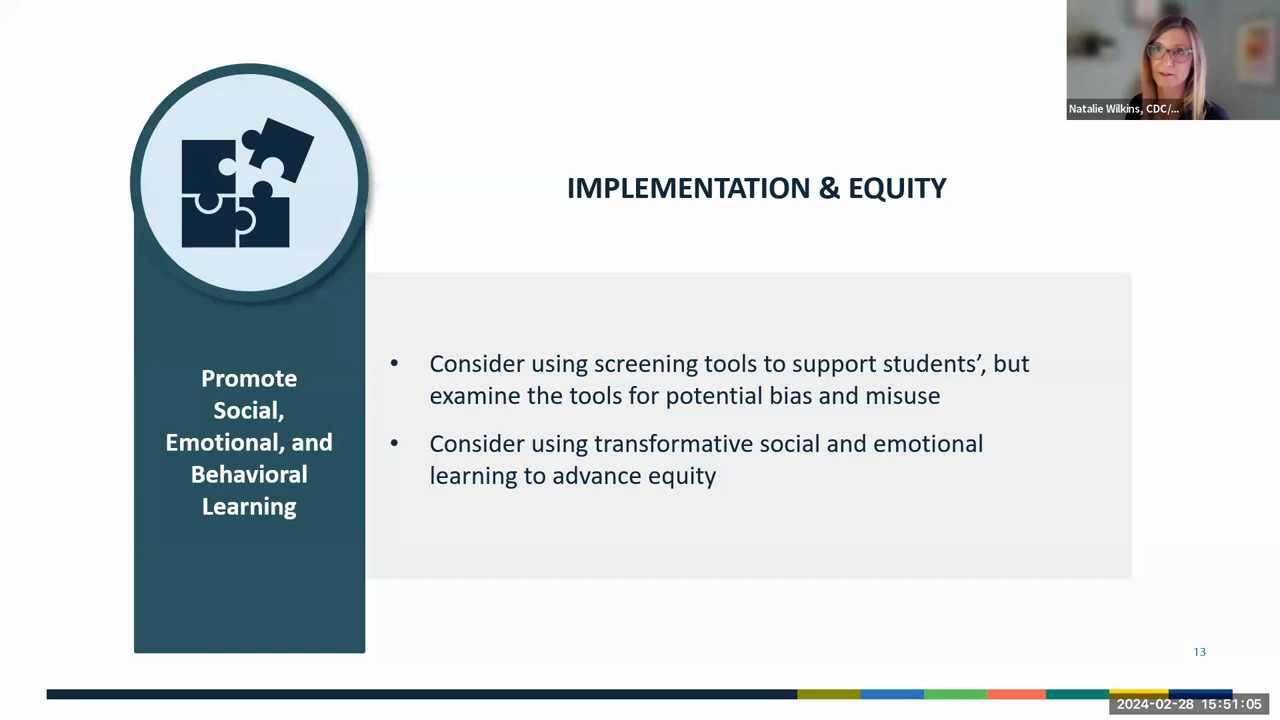 Natalie Wilkins, CDC/...
IMPLEMENTATION & EQUITY
Promote
Social,
Emotional, and
Behavioral
Learning
• Consider using screening tools to support students’, but
examine the tools for potential bias and misuse
• Consider using transformative social and emotional
learning to advance equity
13
2024-02-28 15:51:05